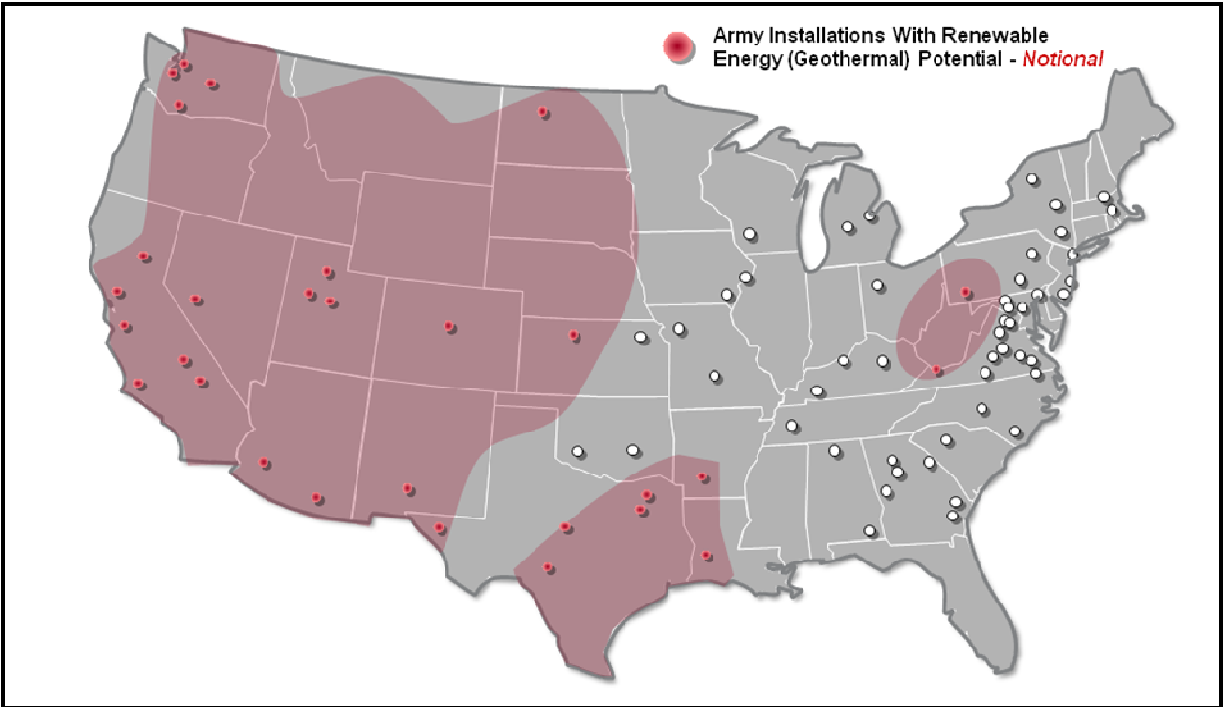 Army Installations With Renewable
Energy (Geothermal) Potential - Notional